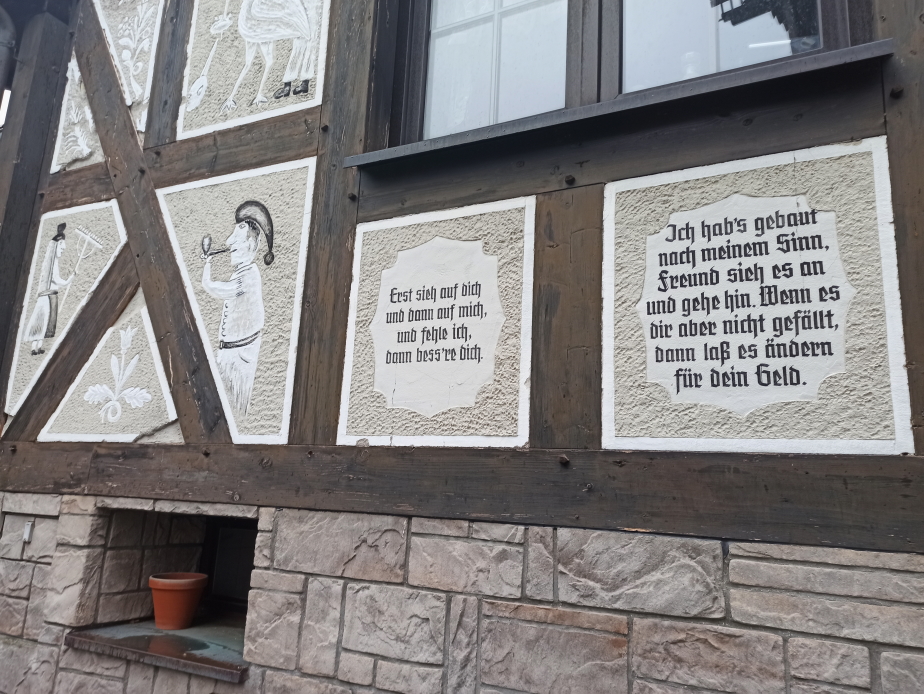 Erst sieh auf dich
und dann auf mich,
und fehle ich,
dann bess're dich.
Ich hab's gebaut
nach meinem Sinn,
Freund sieh es an
und gehe hin. Wenn es
dir aber nicht gefällt,
dann laß es ändern
für dein Geld.